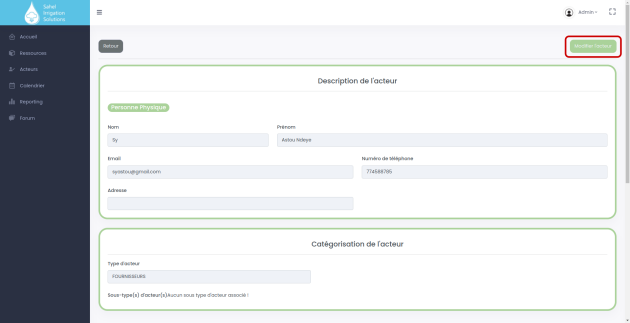 Sahel
Irrigation
Solutions
Admin
Accueil
Ressources
Acteurs
Calendrier
Reporting
Forum
Retour
Modifier l'acteur
Description de l'acteur
Personne Physique
Nom
Prénom
Sy
Astou Ndeye
Email
Numéro de téléphone
syastou@gmail.com
774588785
Adresse
Catégorisation de l'acteur
Type d'acteur
FOURNISSEURS
Sous-type(s) d'acteur(s)Aucun sous type d'acteur associé !